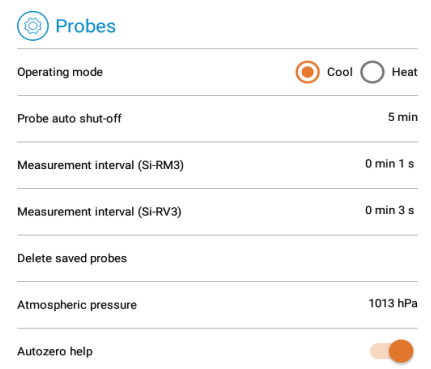 Probes
Operating mode Cool Heat
Probe auto shut-off 5 min
Measurement interval (Si-RM3) 0 min 1 s
Measurement interval (Si-RV3) 0 min 3 s
Delete saved probes
Atmospheric pressure 1013 hPa
Autozero help